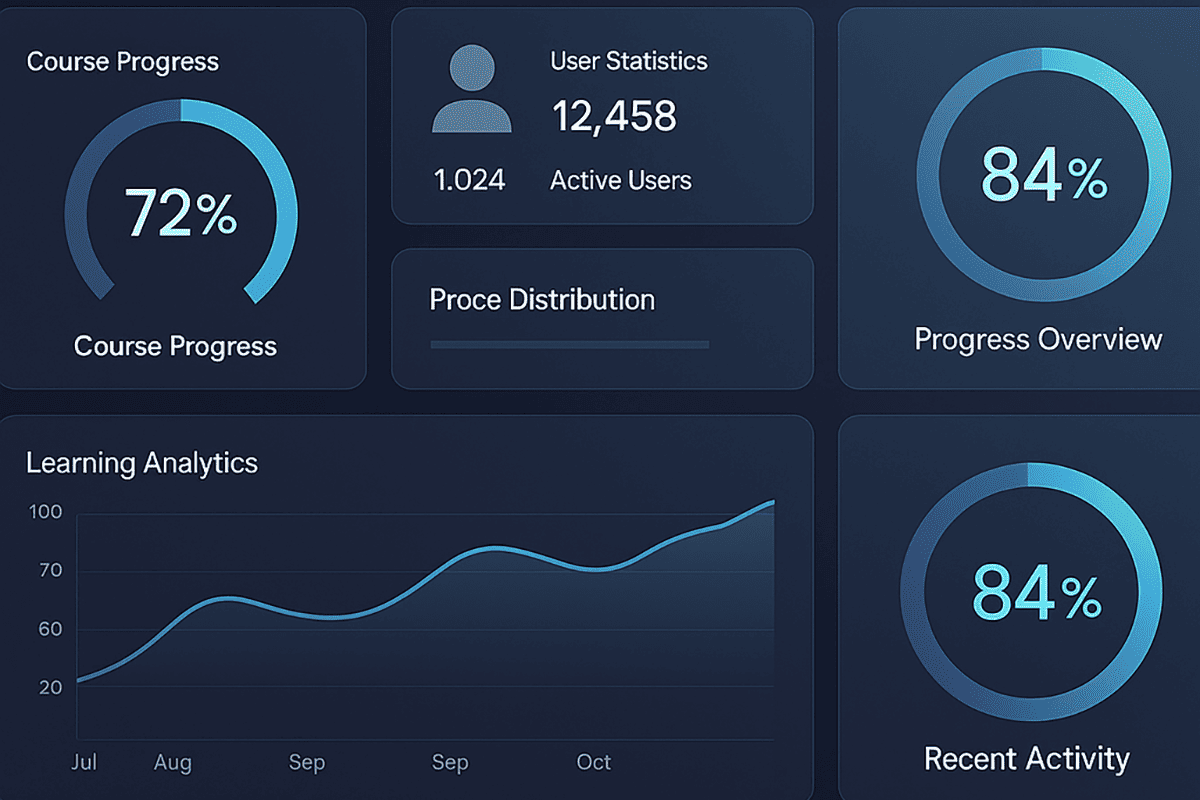 Course Progress
72%
Course Progress
User Statistics
12,458
1.024 Active Users
Proce Distribution
84%
Progress Overview
Learning Analytics
100
70
60
20
Jul Aug Sep Sep Oct
84%
Recent Activity